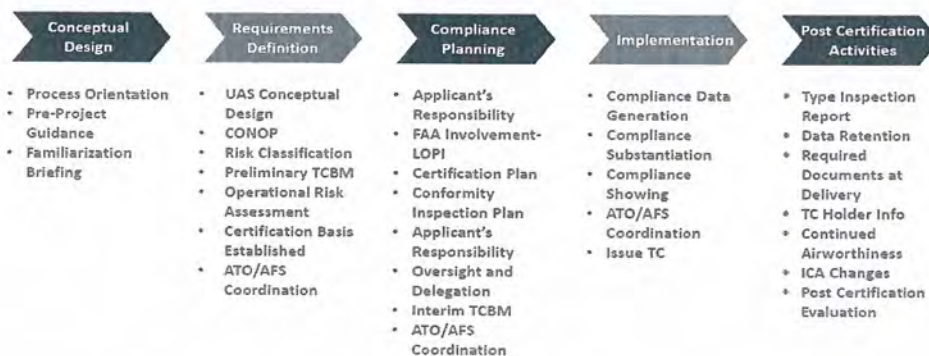 Conceptual
Design
• Process Orientation
• Pre-Project
Guidance
• Familiarization
Briefing
Requirements
Definition
• UAS Conceptual
Design
• CONOP
• Risk Classification
• Preliminary TCBM
• Operational Risk
Assessment
• Certification Basis
Established
• ATO/AFS
Coordination
Compliance
Planning
• Applicant's
Responsibility
• FAA Involvement-
LOPI
• Certification Plan
• Conformity
Inspection Plan
• Applicant's
Responsibility
• Oversight and
Delegation
• Interim TCBM
• ATO/AFS
Coordination
Implementation
• Compliance Data
Generation
• Compliance
Substantiation
• Compliance
Showing
• ATO/AFS
Coordination
• Issue TC
Post Certification
Activities
• Type Inspection
Report
• Data Retention
• Required
Documents at
Delivery
• TC Holder Info
• Continued
Airworthiness
• ICA Changes
• Post Certification
Evaluation